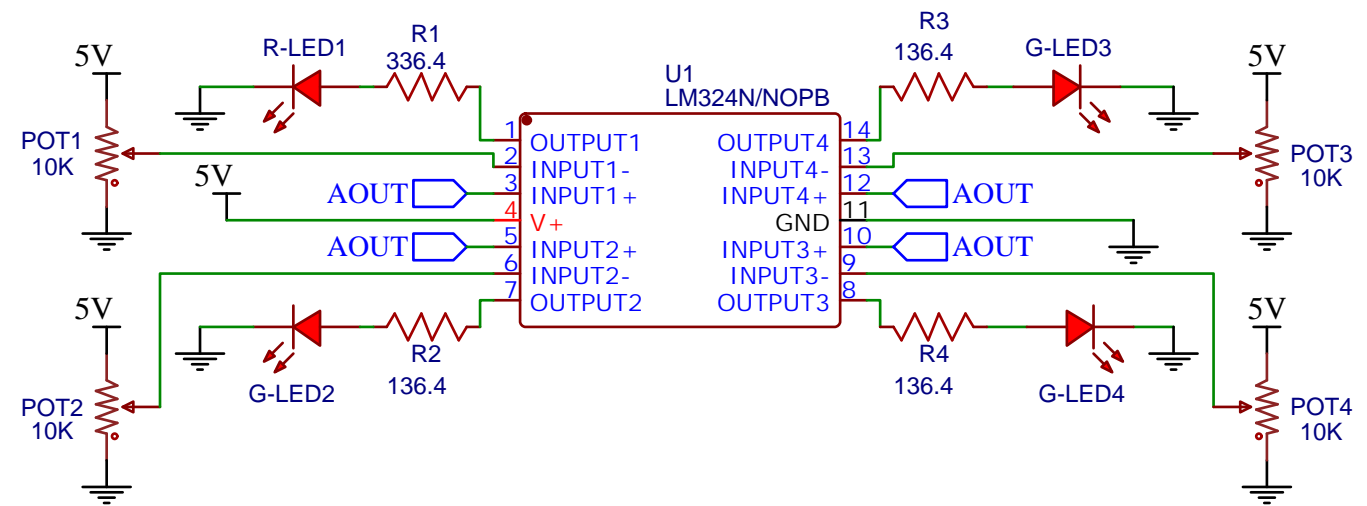 5V
R-LED1
R1
336.4
R3
136.4
G-LED3
5V
U1
LM324N/NOPB
POT1
10K
POT3
10K
1
OUTPUT1
2
INPUT1-
3
INPUT1+
4
V+
5
INPUT2+
6
INPUT2-
7
OUTPUT2
14
OUTPUT4
13
INPUT4-
12
INPUT4+
11
GND
10
INPUT3+
9
INPUT3-
8
OUTPUT3
5V
AOUT
AOUT
AOUT
AOUT
5V
G-LED2
R2
136.4
R4
136.4
G-LED4
5V
POT2
10K
POT4
10K